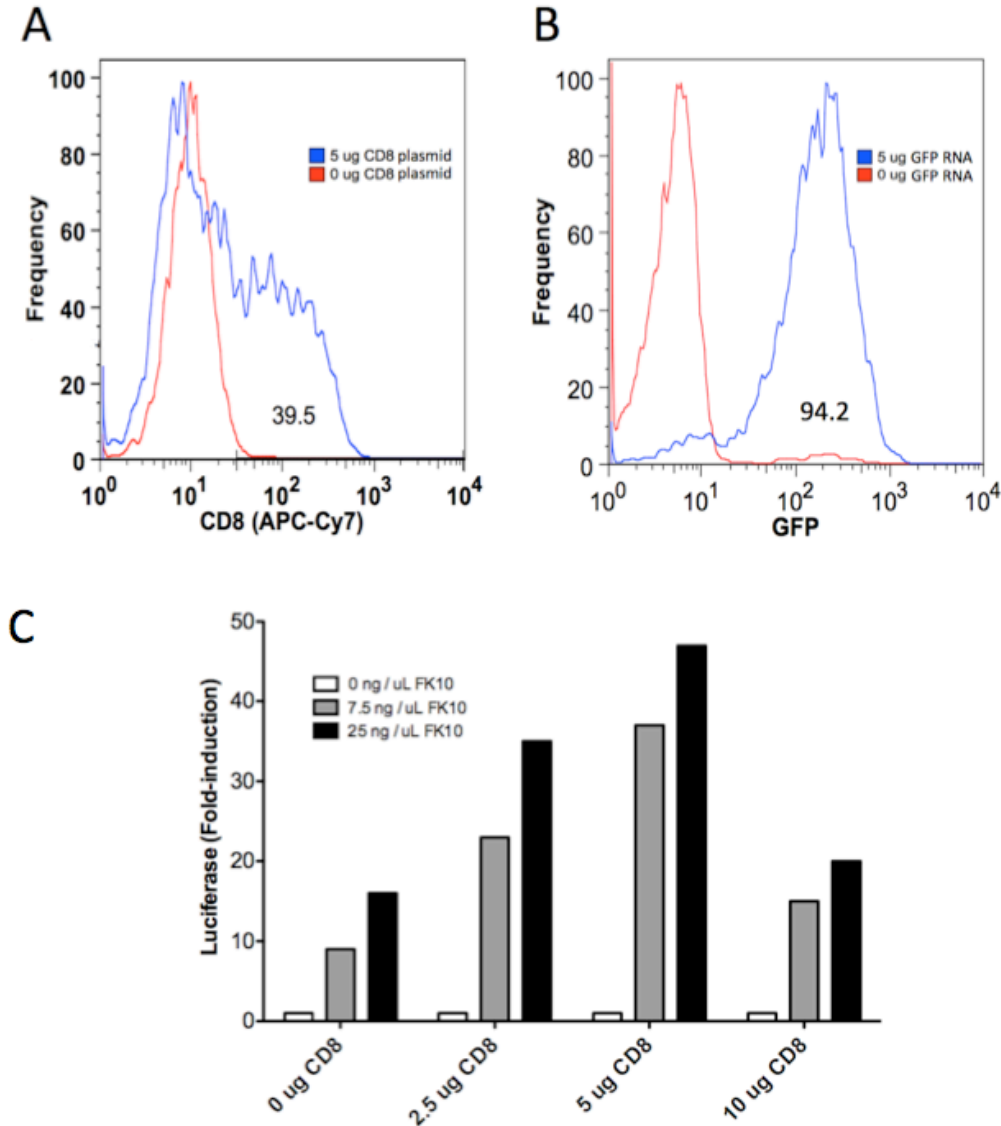 A
100
80
60
40
20
0
Frequency
5 ug CD8 plasmid
0 ug CD8 plasmid
39.5
10^0 10^1 10^2 10^3 10^4
CD8 (APC-Cy7)
B
100
80
60
40
20
0
Frequency
5 ug GFP RNA
0 ug GFP RNA
94.2
10^0 10^1 10^2 10^3 10^4
GFP
C
50
40
30
20
10
0
Luciferase (Fold-induction)
0 ng / uL FK10
7.5 ng / uL FK10
25 ng / uL FK10
0 ug CD8
2.5 ug CD8
5 ug CD8
10 ug CD8